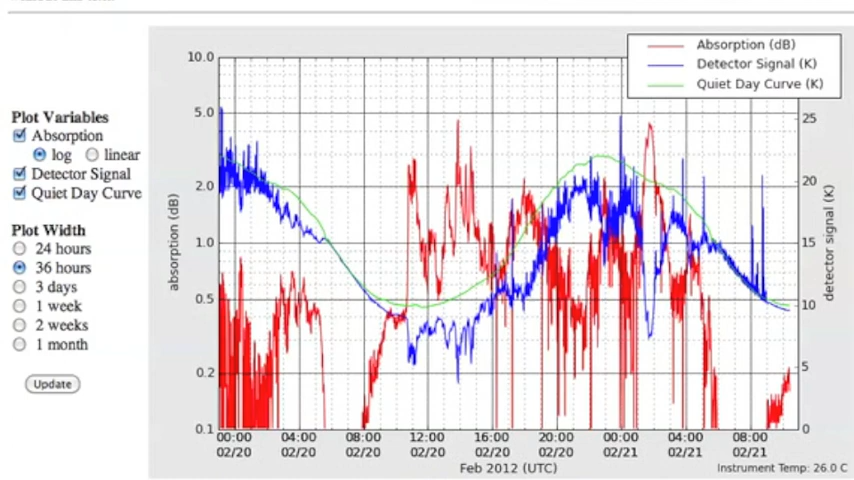 Plot Variables
Absorption
log linear
Detector Signal
Quiet Day Curve
Plot Width
24 hours
36 hours
3 days
1 week
2 weeks
1 month
Update
Absorption (dB)
Detector Signal (K)
Quiet Day Curve (K)
absorption (dB)
10.0
5.0
2.0
1.0
0.5
0.2
0.1
25
20
15
10
5
0
detector signal (K)
00:00 04:00 08:00 12:00 16:00 20:00 00:00 04:00 08:00
02/20 02/20 02/20 02/20 02/20 02/20 02/21 02/21 02/21
Feb 2012 (UTC)
Instrument Temp: 26.0 C